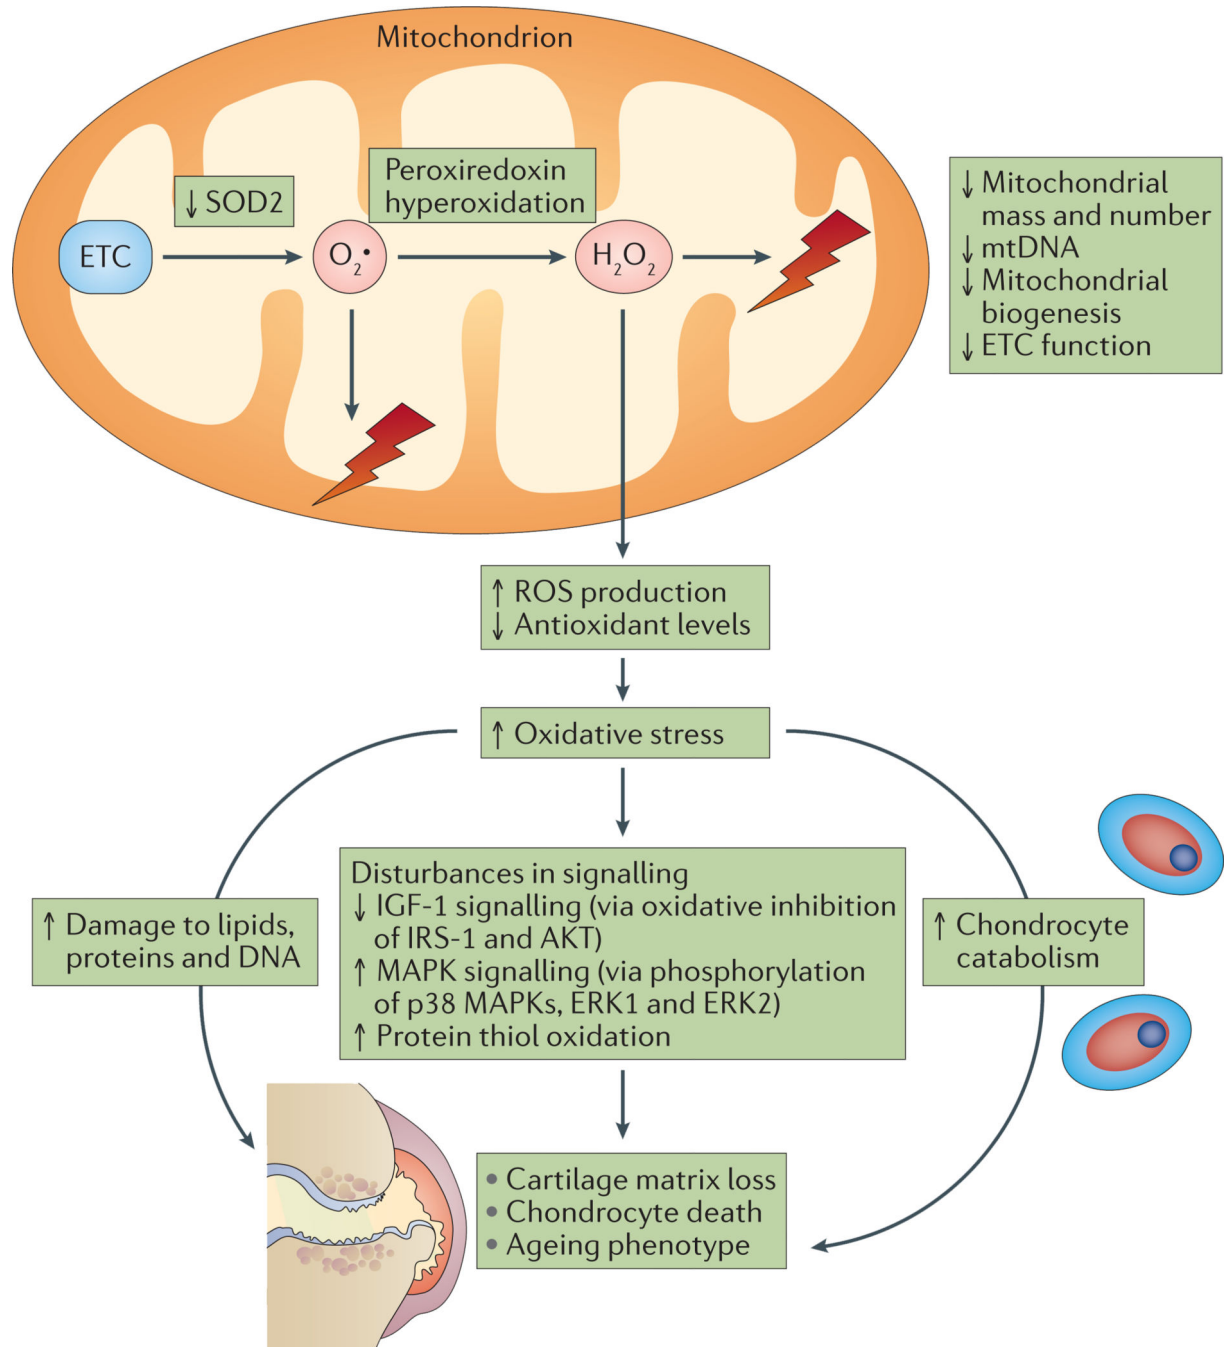 Mitochondrion
↓ SOD2
Peroxiredoxin
hyperoxidation
ETC
O₂•
H₂O₂
↓ Mitochondrial
mass and number
↓ mtDNA
↓ Mitochondrial
biogenesis
↓ ETC function
↑ ROS production
↓ Antioxidant levels
↑ Oxidative stress
↑ Damage to lipids,
proteins and DNA
Disturbances in signalling
↓ IGF-1 signalling (via oxidative inhibition
of IRS-1 and AKT)
↑ MAPK signalling (via phosphorylation
of p38 MAPKs, ERK1 and ERK2)
↑ Protein thiol oxidation
↑ Chondrocyte
catabolism
• Cartilage matrix loss
• Chondrocyte death
• Ageing phenotype